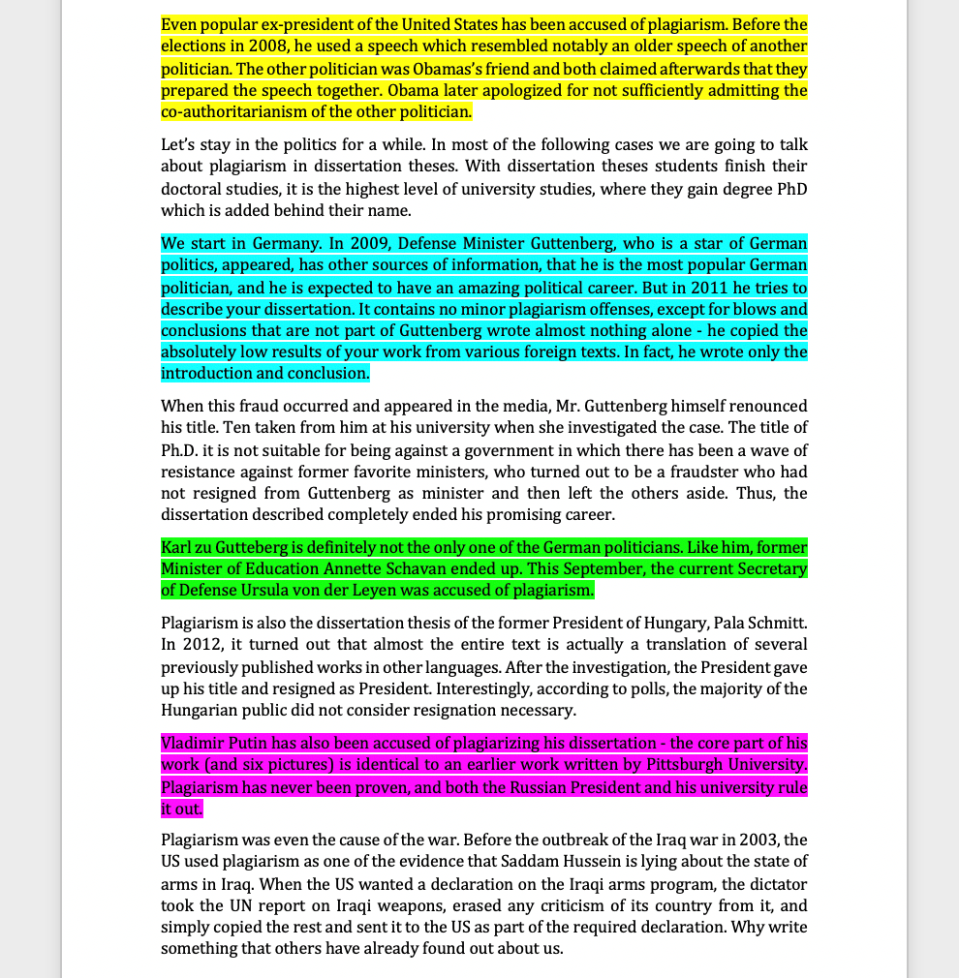 Even popular ex-president of the United States has been accused of plagiarism. Before the
elections in 2008, he used a speech which resembled notably an older speech of another
politician. The other politician was Obamas's friend and both claimed afterwards that they
prepared the speech together. Obama later apologized for not sufficiently admitting the
co-authoritarianism of the other politician.
Let's stay in the politics for a while. In most of the following cases we are going to talk
about plagiarism in dissertation theses. With dissertation theses students finish their
doctoral studies, it is the highest level of university studies, where they gain degree PhD
which is added behind their name.
We start in Germany. In 2009, Defense Minister Guttenberg, who is a star of German
politics, appeared, has other sources of information, that he is the most popular German
politician, and he is expected to have an amazing political career. But in 2011 he tries to
describe your dissertation. It contains no minor plagiarism offenses, except for blows and
conclusions that are not part of Guttenberg wrote almost nothing alone - he copied the
absolutely low results of your work from various foreign texts. In fact, he wrote only the
introduction and conclusion.
When this fraud occurred and appeared in the media, Mr. Guttenberg himself renounced
his title. Ten taken from him at his university when she investigated the case. The title of
Ph.D. it is not suitable for being against a government in which there has been a wave of
resistance against former favorite ministers, who turned out to be a fraudster who had
not resigned from Guttenberg as minister and then left the others aside. Thus, the
dissertation described completely ended his promising career.
Karl zu Gutteberg is definitely not the only one of the German politicians. Like him, former
Minister of Education Annette Schavan ended up. This September, the current Secretary
of Defense Ursula von der Leyen was accused of plagiarism.
Plagiarism is also the dissertation thesis of the former President of Hungary, Pala Schmitt.
In 2012, it turned out that almost the entire text is actually a translation of several
previously published works in other languages. After the investigation, the President gave
up his title and resigned as President. Interestingly, according to polls, the majority of the
Hungarian public did not consider resignation necessary.
Vladimir Putin has also been accused of plagiarizing his dissertation - the core part of his
work (and six pictures) is identical to an earlier work written by Pittsburgh University.
Plagiarism has never been proven, and both the Russian President and his university rule
it out.
Plagiarism was even the cause of the war. Before the outbreak of the Iraq war in 2003, the
US used plagiarism as one of the evidence that Saddam Hussein is lying about the state of
arms in Iraq. When the US wanted a declaration on the Iraqi arms program, the dictator
took the UN report on Iraqi weapons, erased any criticism of its country from it, and
simply copied the rest and sent it to the US as part of the required declaration. Why write
something that others have already found out about us.